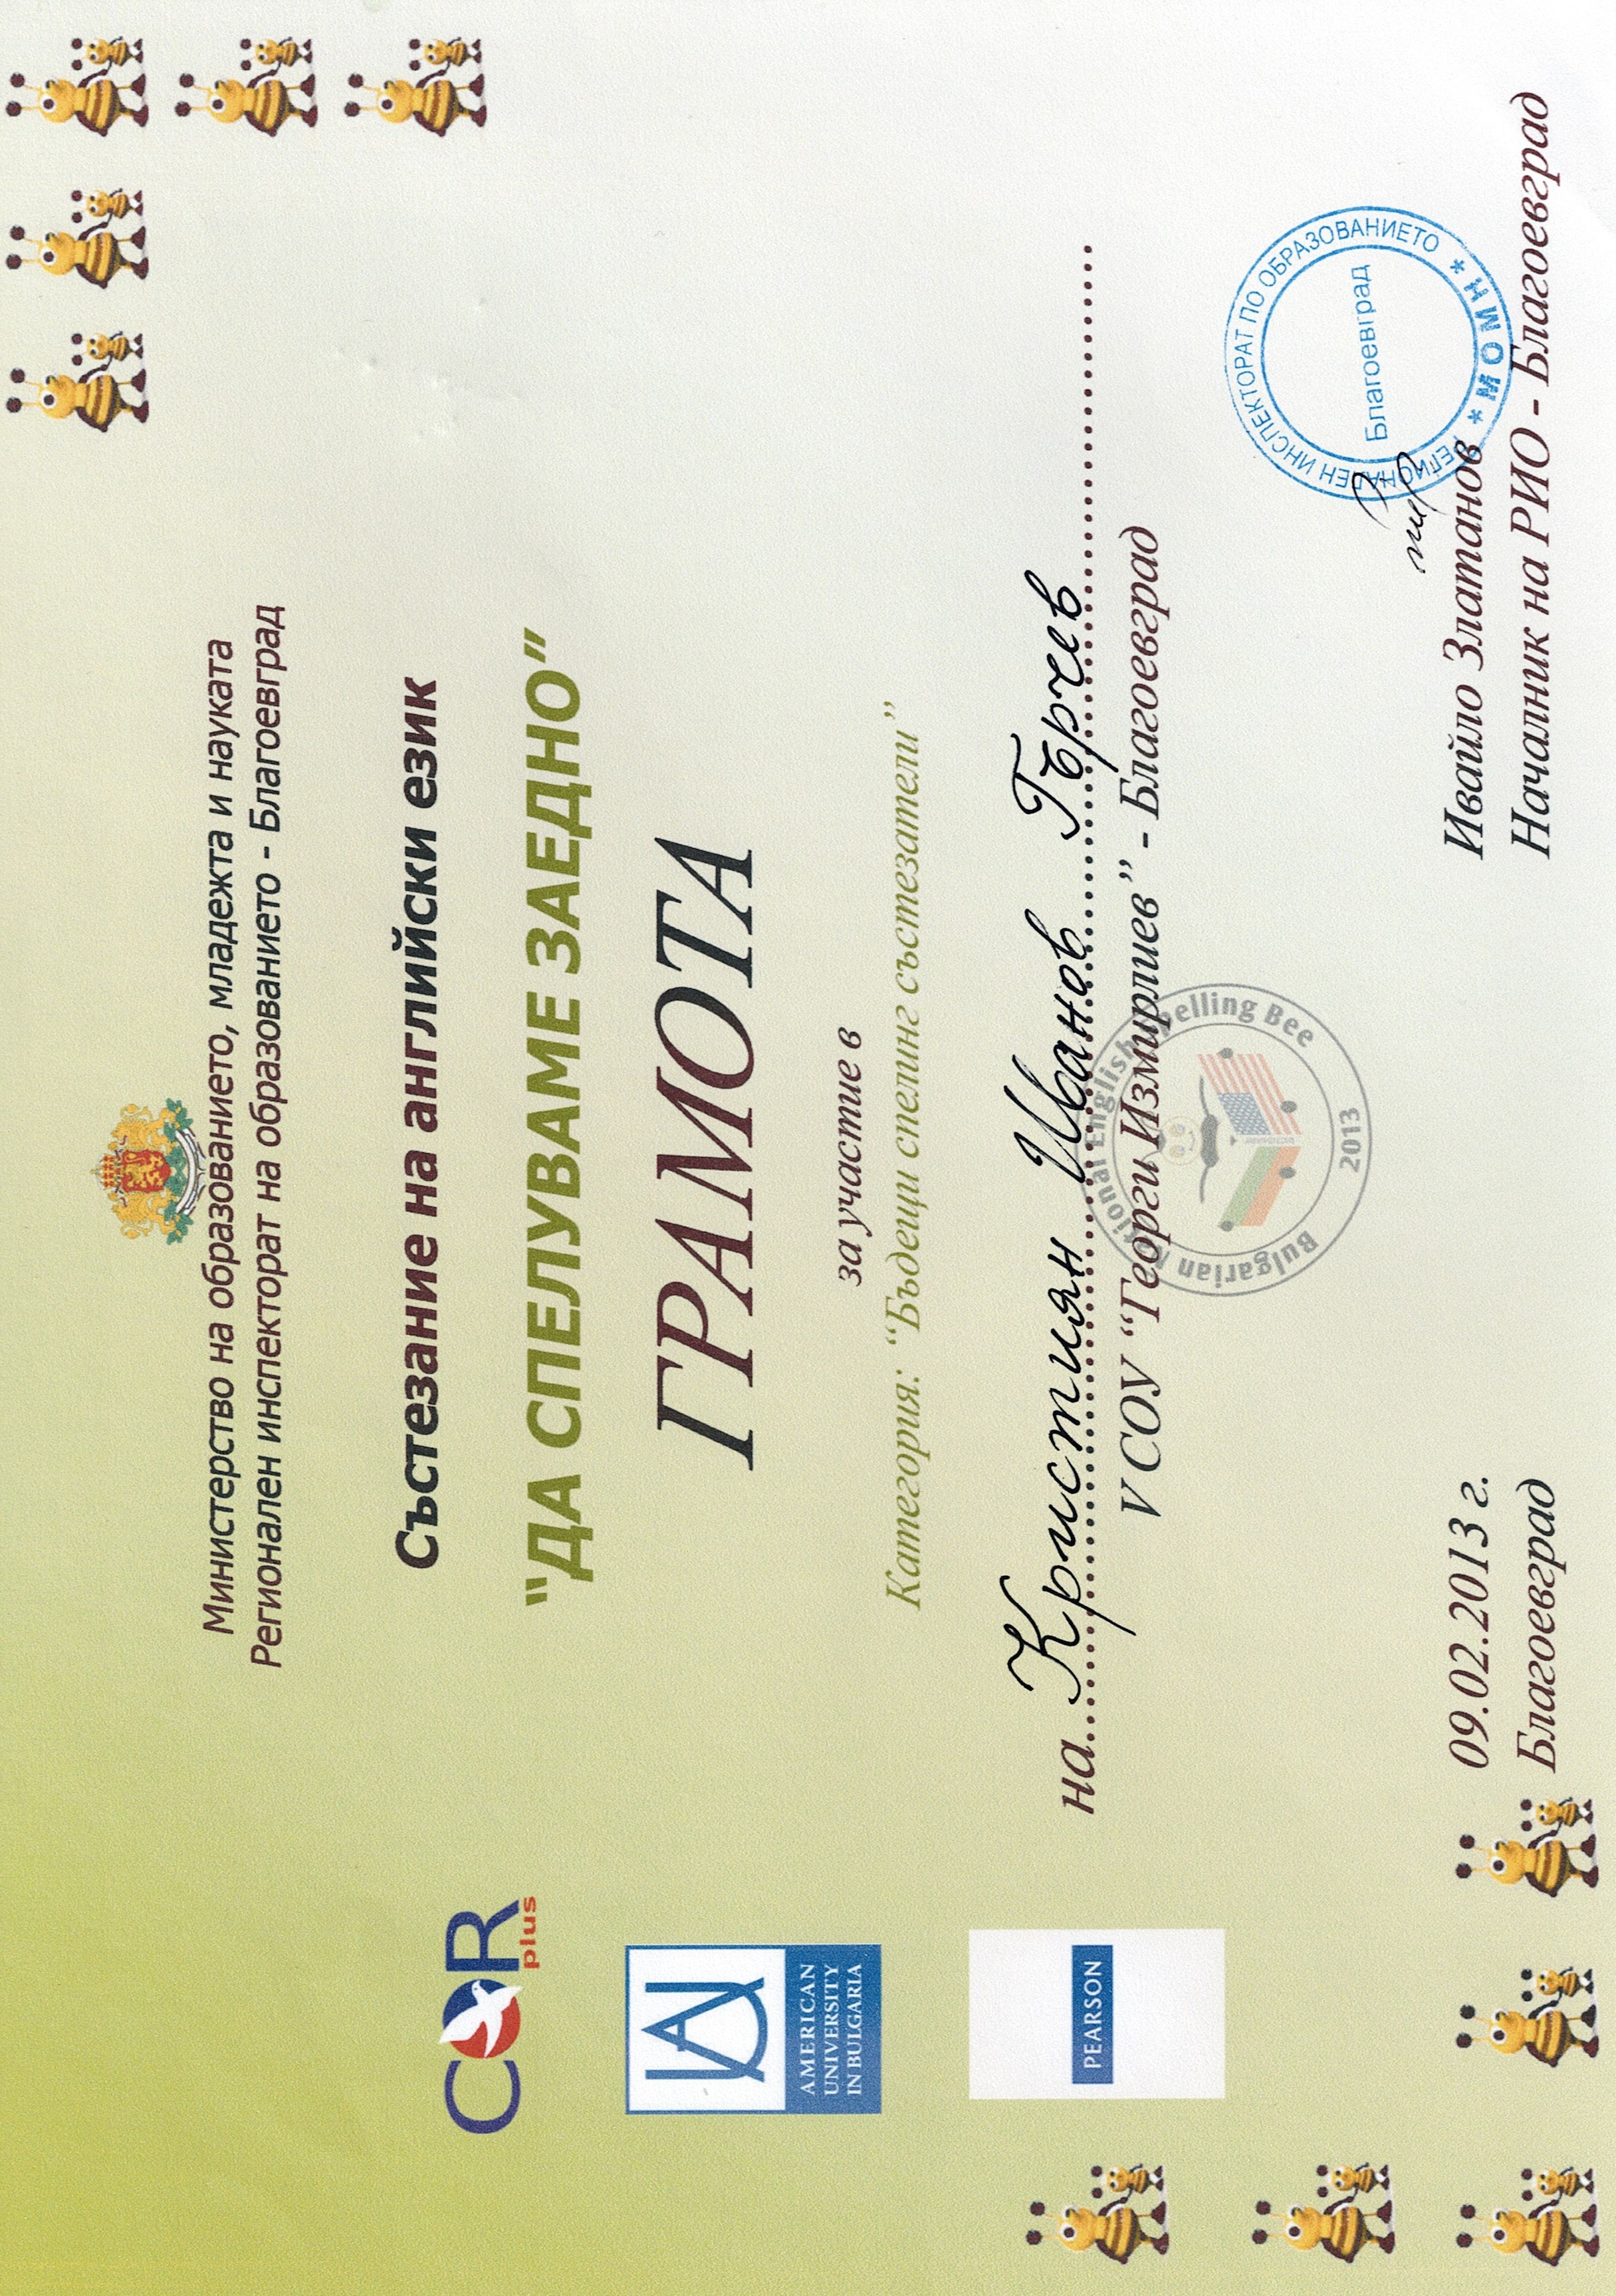 Министерство на образованието, младежта и науката
Регионален инспекторат на образованието - Благоевград
Състезание на английски език
“ДА СПЕЛУВАМЕ ЗАЕДНО”
ГРАМОТА
за участие в
Категория: “Бъдещи спелинг състезатели”
на Кристиян Иванов Гърчев
V СОУ “Георги Измирлиев” - Благоевград
09.02.2013 г.
Благоевград
Ивайло Златанов
Началник на РИО - Благоевград
COR
plus
AMERICAN
UNIVERSITY
IN BULGARIA
PEARSON
Bulgarian National English Spelling Bee
2013
РЕГИОНАЛЕН ИНСПЕКТОРАТ ПО ОБРАЗОВАНИЕТО
Благоевград
* МОМН *